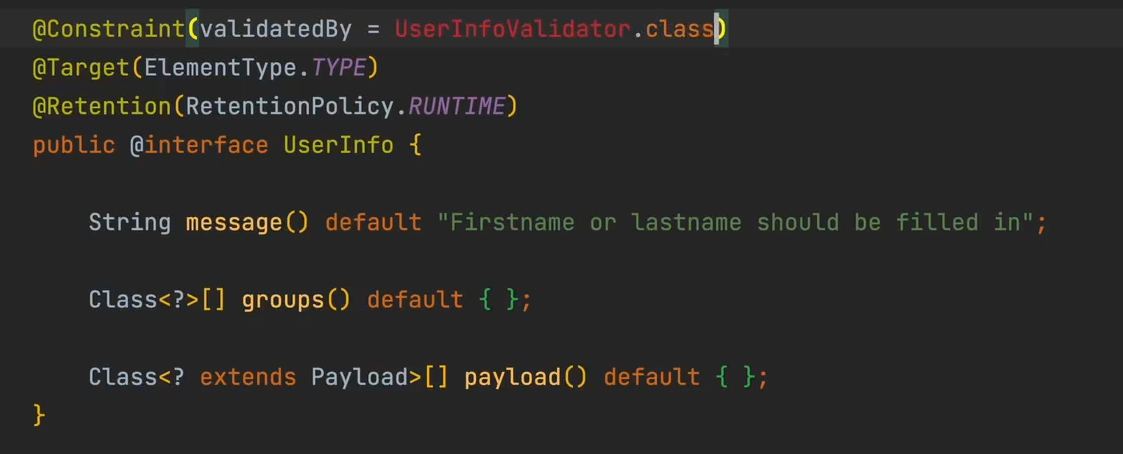 @Constraint(validatedBy = UserInfoValidator.class)
@Target(ElementType.TYPE)
@Retention(RetentionPolicy.RUNTIME)
public @interface UserInfo {
String message() default "Firstname or lastname should be filled in";
Class<?>[] groups() default { };
Class<? extends Payload>[] payload() default { };
}